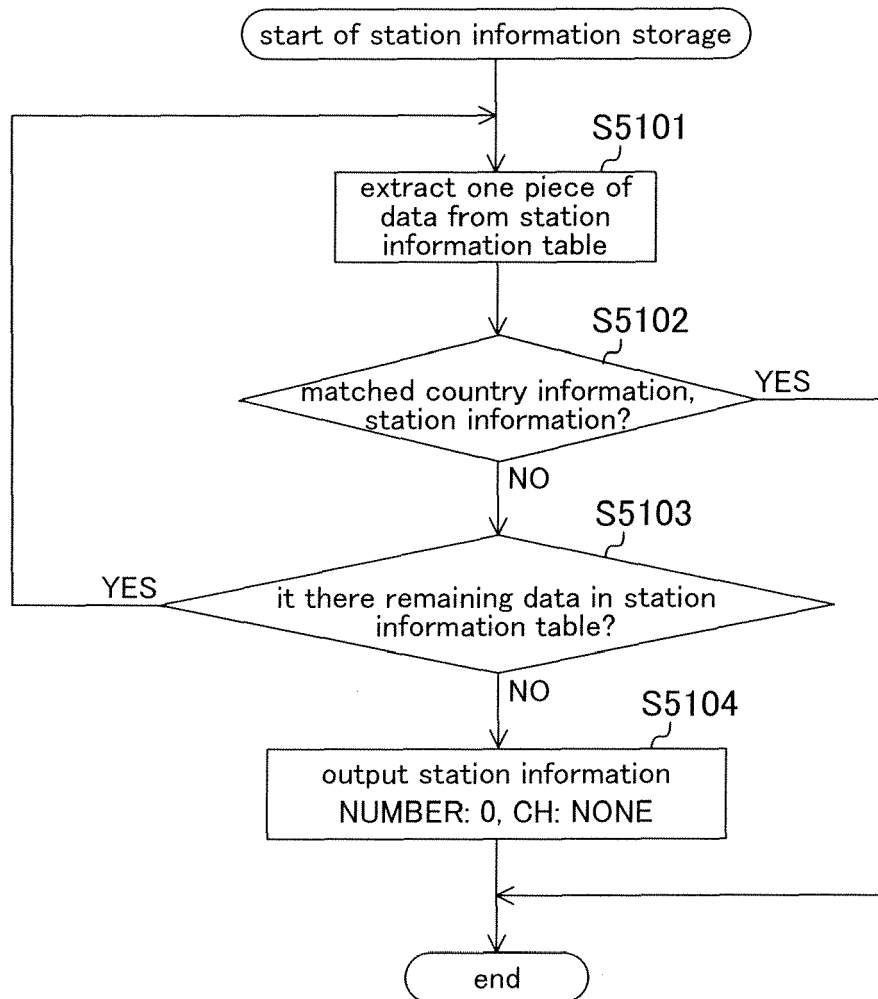 start of station information storage
S5101
extract one piece of
data from station
information table
S5102
matched country information,
station information?
YES
NO
S5103
YES
it there remaining data in station
information table?
NO
S5104
output station information
NUMBER: 0, CH: NONE
end